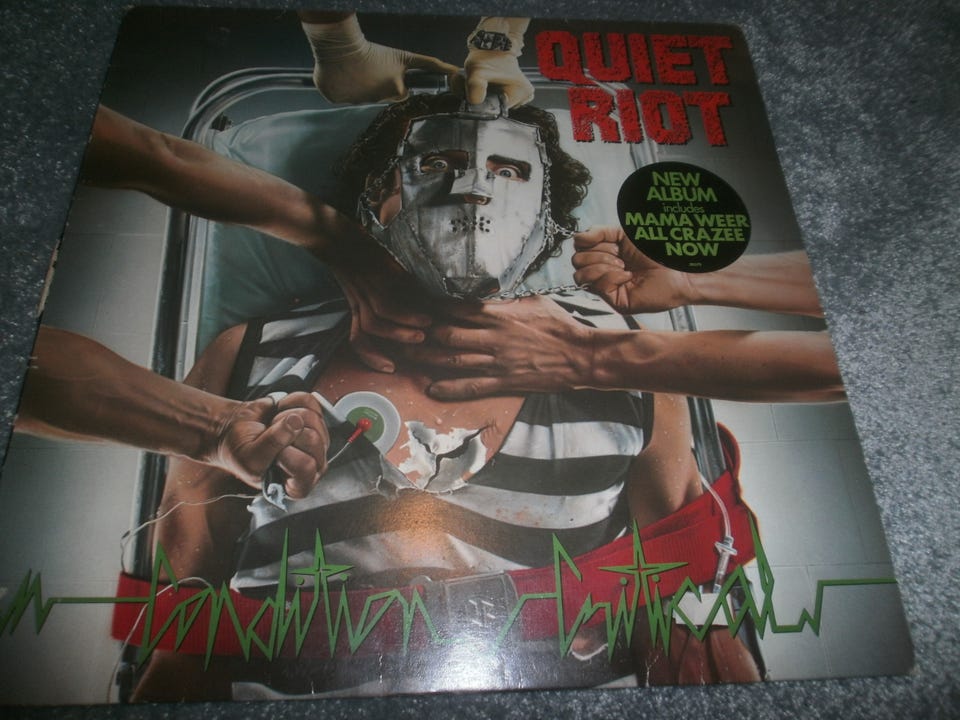 QUIET
RIOT
NEW
ALBUM
includes
MAMA WEER
ALL CRAZEE
NOW
Condition Critical